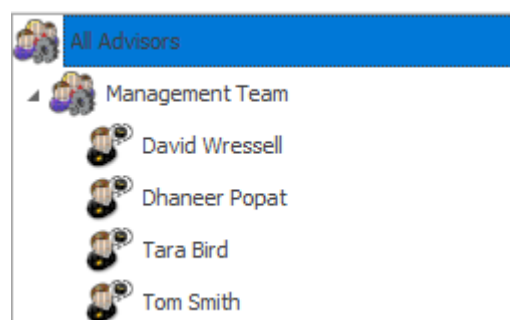 All Advisors
Management Team
David Wressell
Dhaneer Popat
Tara Bird
Tom Smith